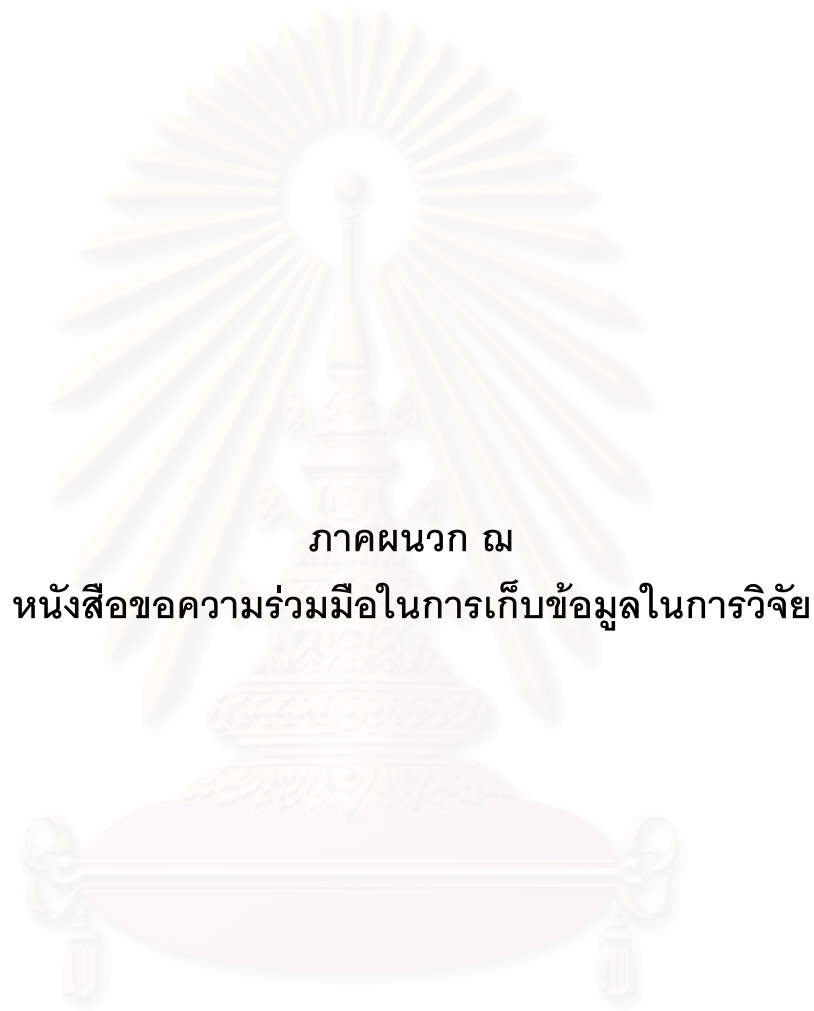 ภาคผนวก ฌ
หนังสือขอความร่วมมือในการเก็บข้อมูลในการวิจัย